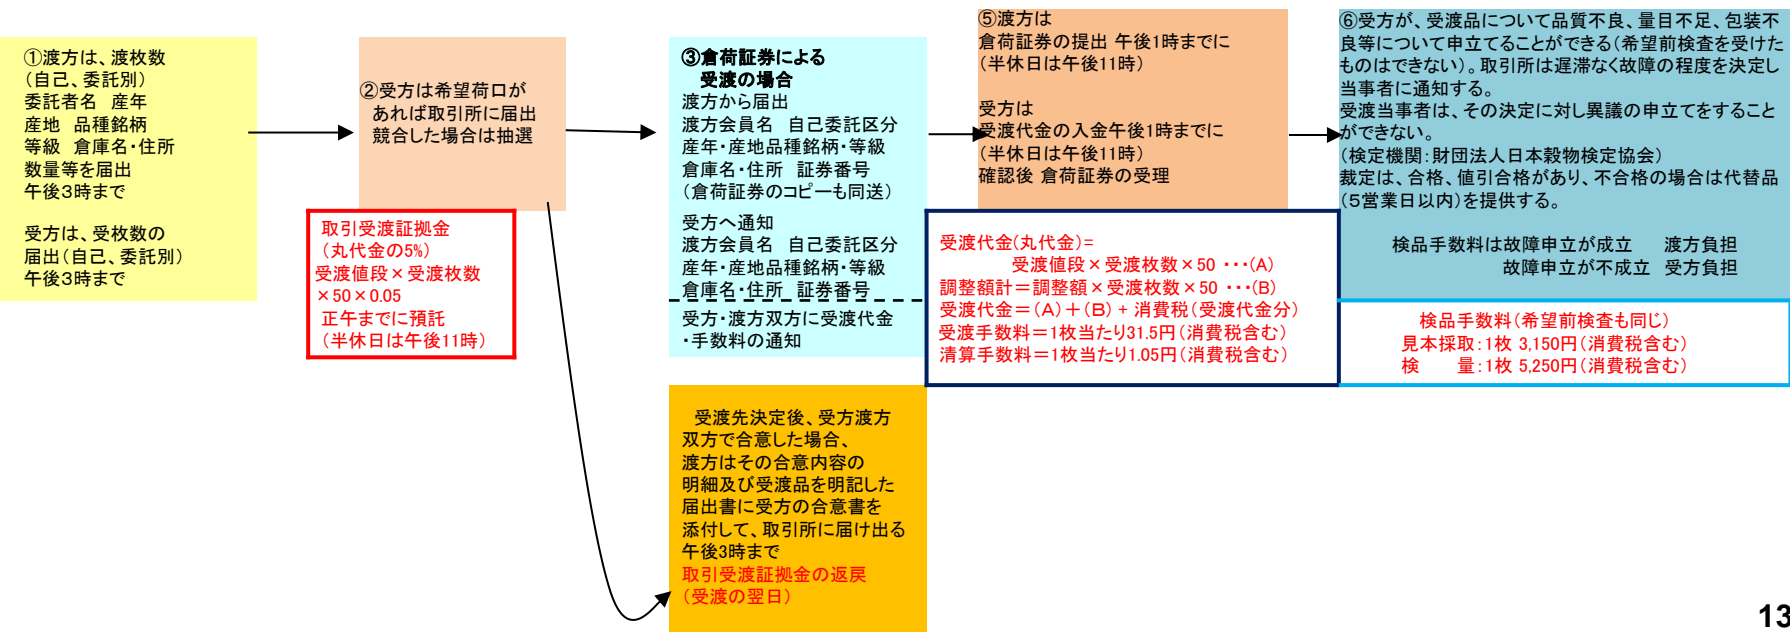 ①渡方は、渡枚数
（自己、委託別）
委託者名 産年
産地 品種銘柄
等級 倉庫名・住所
数量等を届出
午後3時まで
受方は、受枚数の
届出（自己、委託別）
午後3時まで
②受方は希望荷口が
あれば取引所に届出
競合した場合は抽選
取引受渡証拠金
（丸代金の5%）
受渡値段×受渡枚数
×50×0.05
正午までに預託
（半休日は午後11時）
③倉荷証券による
受渡の場合
渡方から届出
渡方会員名 自己委託区分
産年・産地品種銘柄・等級
倉庫名・住所 証券番号
（倉荷証券のコピーも同送）
受方へ通知
渡方会員名 自己委託区分
産年・産地品種銘柄・等級
倉庫名・住所 証券番号
受方・渡方双方に受渡代金
・手数料の通知
受渡先決定後、受方渡方
双方で合意した場合、
渡方はその合意内容の
明細及び受渡品を明記した
届出書に受方の合意書を
添付して、取引所に届け出る
午後3時まで
取引受渡証拠金の返戻
（受渡の翌日）
⑤渡方は
倉荷証券の提出 午後1時までに
（半休日は午後11時）
受方は
受渡代金の入金午後1時までに
（半休日は午後11時）
確認後 倉荷証券の受理
受渡代金(丸代金)=
受渡値段×受渡枚数×50 ･･･(A)
調整額計＝調整額×受渡枚数×50 ･･･(B)
受渡代金＝(A)＋(B) + 消費税(受渡代金分)
受渡手数料＝1枚当たり31.5円(消費税含む)
清算手数料＝1枚当たり1.05円(消費税含む)
⑥受方が、受渡品について品質不良、量目不足、包装不
良等について申立てることができる（希望前検査を受けた
ものはできない）。取引所は遅滞なく故障の程度を決定し
当事者に通知する。
受渡当事者は、その決定に対し異議の申立てをすること
ができない。
（検定機関：財団法人日本穀物検定協会）
裁定は、合格、値引合格があり、不合格の場合は代替品
（5営業日以内）を提供する。
検品手数料は故障申立が成立 渡方負担
故障申立が不成立 受方負担
検品手数料（希望前検査も同じ）
見本採取：1枚 3,150円（消費税含む）
検 量：1枚 5,250円（消費税含む）
13